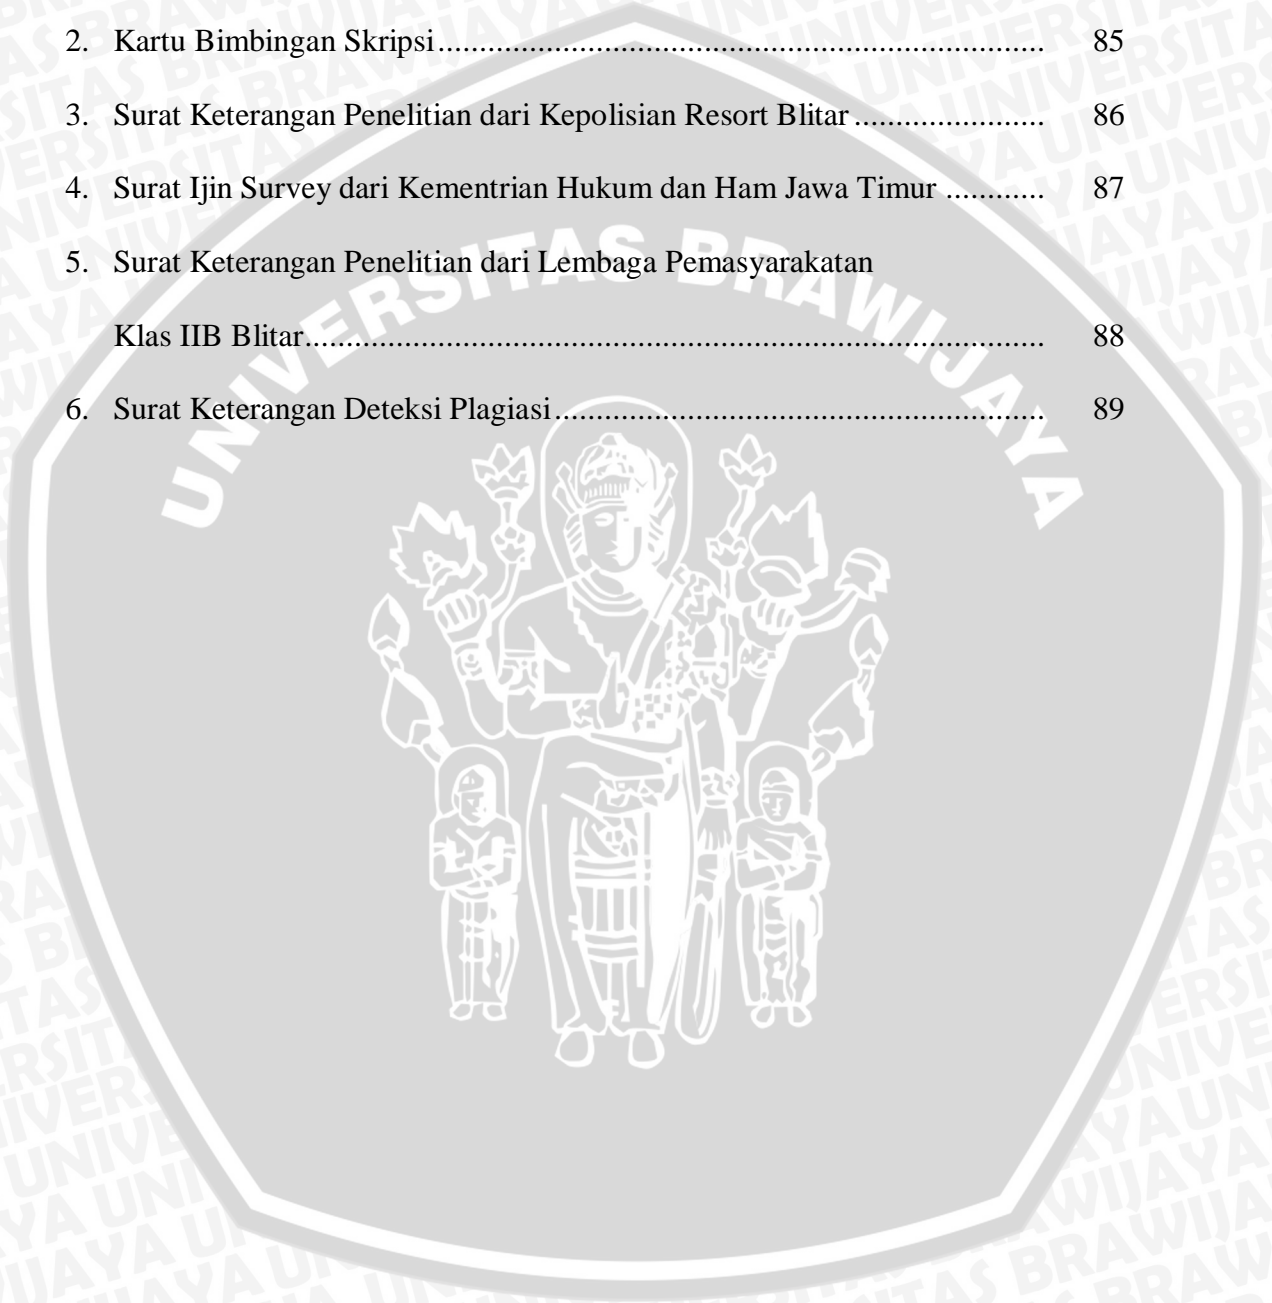 2. Kartu Bimbingan Skripsi.......................................................................... 85
3. Surat Keterangan Penelitian dari Kepolisian Resort Blitar....................... 86
4. Surat Ijin Survey dari Kementrian Hukum dan Ham Jawa Timur ............ 87
5. Surat Keterangan Penelitian dari Lembaga Pemasyarakatan
Klas IIB Blitar.......................................................................................... 88
6. Surat Keterangan Deteksi Plagiasi............................................................ 89
UNIVERSITAS BRAWIJAYA